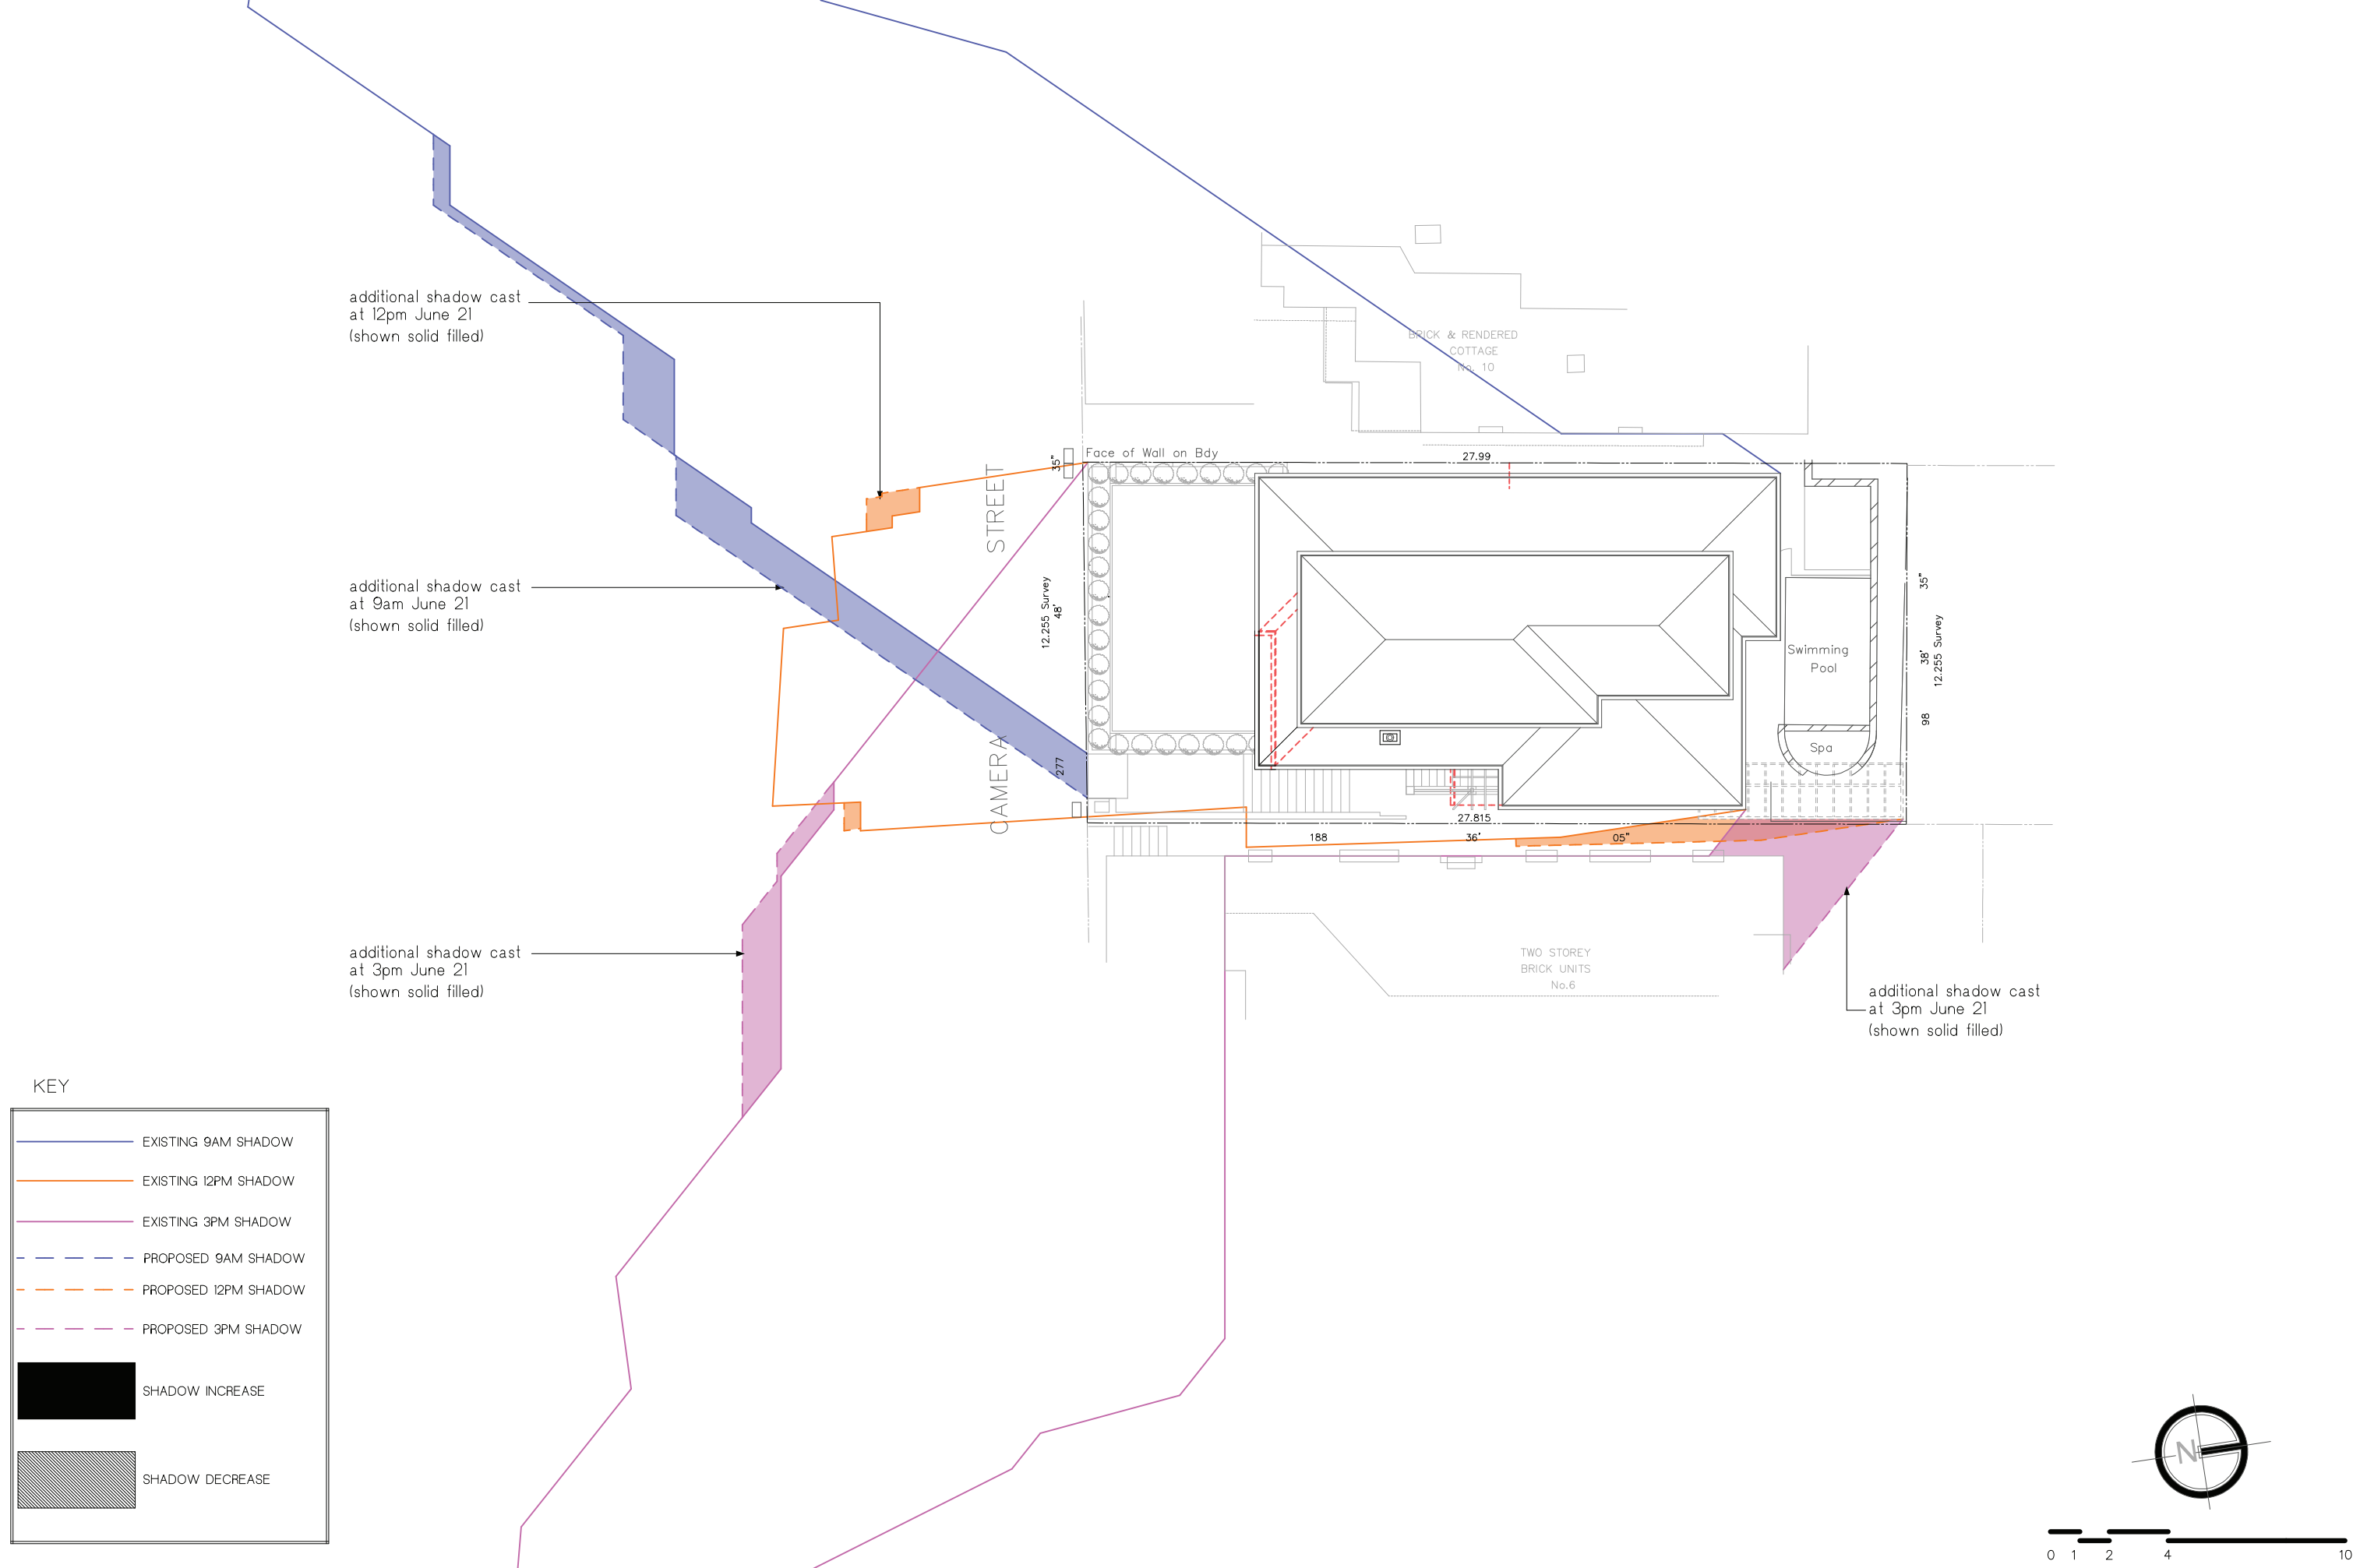 additional shadow cast
at 12pm June 21
(shown solid filled)
BRICK & RENDERED
COTTAGE
No. 10
Face of Wall on Bdy
27.99
35"
STREET
CAMERA
12.255 Survey
48'
277
additional shadow cast
at 9am June 21
(shown solid filled)
Swimming
Pool
Spa
35"
38'
12.255 Survey
98
27.815
188
36'
05"
additional shadow cast
at 3pm June 21
(shown solid filled)
TWO STOREY
BRICK UNITS
No.6
additional shadow cast
at 3pm June 21
(shown solid filled)
KEY
EXISTING 9AM SHADOW
EXISTING 12PM SHADOW
EXISTING 3PM SHADOW
PROPOSED 9AM SHADOW
PROPOSED 12PM SHADOW
PROPOSED 3PM SHADOW
SHADOW INCREASE
SHADOW DECREASE
N
0 1 2 4 10